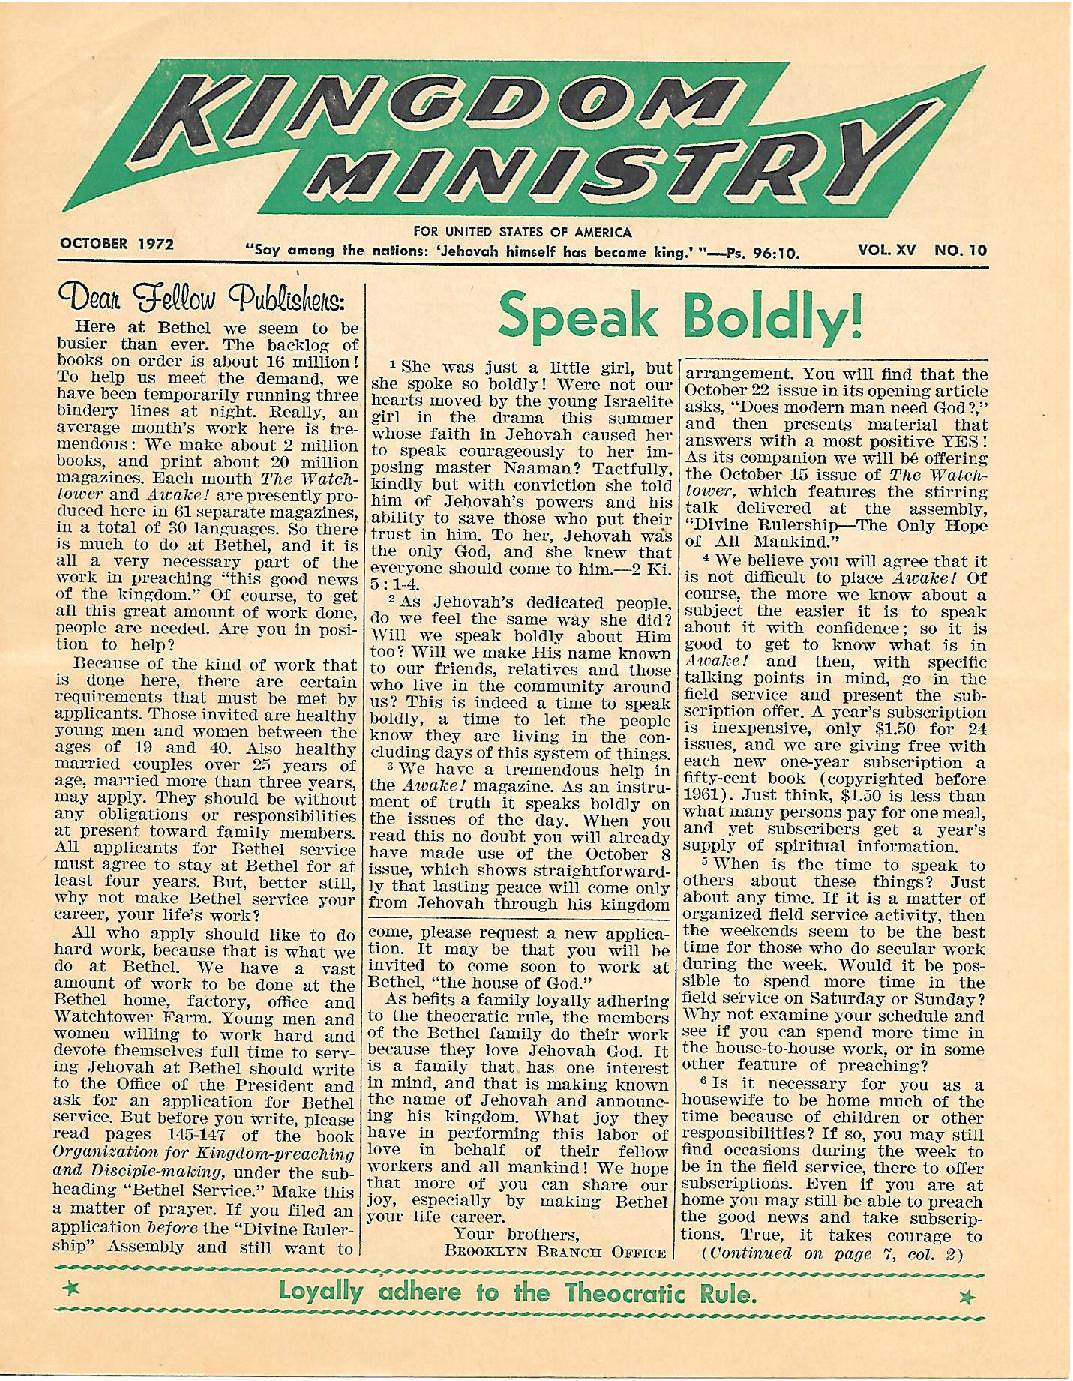 KINGDOM
MINISTRY
FOR UNITED STATES OF AMERICA
OCTOBER 1972
"Say among the nations: 'Jehovah himself has become king.' "—Ps. 96:10.
VOL. XV NO. 10
Dear Fellow Publishers:
Here at Bethel we seem to be
busier than ever. The backlog of
books on order is about 16 million!
To help us meet the demand, we
have been temporarily running three
bindery lines at night. Really, an
average month's work here is tre-
mendous: We make about 2 million
books, and print about 20 million
magazines. Each month The Watch-
tower and Awake! are presently pro-
duced here in 61 separate magazines,
in a total of 30 languages. So there
is much to do at Bethel, and it is
all a very necessary part of the
work in preaching "this good news
of the kingdom." Of course, to get
all this great amount of work done,
people are needed. Are you in posi-
tion to help?
Because of the kind of work that
is done here, there are certain
requirements that must be met by
applicants. Those invited are healthy
young men and women between the
ages of 19 and 40. Also healthy
married couples over 25 years of
age, married more than three years,
may apply. They should be without
any obligations or responsibilities
at present toward family members.
All applicants for Bethel service
must agree to stay at Bethel for at
least four years. But, better still,
why not make Bethel service your
career, your life's work?
All who apply should like to do
hard work, because that is what we
do at Bethel. We have a vast
amount of work to be done at the
Bethel home, factory, office and
Watchtower Farm. Young men and
women willing to work hard and
devote themselves full time to serv-
ing Jehovah at Bethel should write
to the Office of the President and
ask for an application for Bethel
service. But before you write, please
read pages 145-147 of the book
Organization for Kingdom-preaching
and Disciple-making, under the sub-
heading "Bethel Service." Make this
a matter of prayer. If you filed an
application before the "Divine Ruler-
ship" Assembly and still want to
come, please request a new applica-
tion. It may be that you will be
invited to come soon to work at
Bethel, "the house of God."
As befits a family loyally adhering
to the theocratic rule, the members
of the Bethel family do their work
because they love Jehovah God. It
is a family that has one interest
in mind, and that is making known
the name of Jehovah and announc-
ing his kingdom. What joy they
have in performing this labor of
love in behalf of their fellow
workers and all mankind! We hope
that more of you can share our
joy, especially by making Bethel
your life career.
Your brothers,
BROOKLYN BRANCH OFFICE
Speak Boldly!
1 She was just a little girl, but
she spoke so boldly! Were not our
hearts moved by the young Israelite
girl in the drama this summer
whose faith in Jehovah caused her
to speak courageously to her im-
posing master Naaman? Tactfully,
kindly but with conviction she told
him of Jehovah's powers and his
ability to save those who put their
trust in him. To her, Jehovah was
the only God, and she knew that
everyone should come to him.—2 Ki.
5:1-4.
2 As Jehovah's dedicated people,
do we feel the same way she did?
Will we speak boldly about Him
too? Will we make His name known
to our friends, relatives and those
who live in the community around
us? This is indeed a time to speak
boldly, a time to let the people
know they are living in the con-
cluding days of this system of things.
3 We have a tremendous help in
the Awake! magazine. As an instru-
ment of truth it speaks boldly on
the issues of the day. When you
read this no doubt you will already
have made use of the October 8
issue, which shows straightforward-
ly that lasting peace will come only
from Jehovah through his kingdom
arrangement. You will find that the
October 22 issue in its opening article
asks, "Does modern man need God?,"
and then presents material that
answers with a most positive YES!
As its companion we will be offering
the October 15 issue of The Watch-
tower, which features the stirring
talk delivered at the assembly,
"Divine Rulership—The Only Hope
of All Mankind."
4 We believe you will agree that it
is not difficult to place Awake! Of
course, the more we know about a
subject the easier it is to speak
about it with confidence; so it is
good to get to know what is in
Awake! and then, with specific
talking points in mind, go in the
field service and present the sub-
scription offer. A year's subscription
is inexpensive, only $1.50 for 24
issues, and we are giving free with
each new one-year subscription a
fifty-cent book (copyrighted before
1961). Just think, $1.50 is less than
what many persons pay for one meal,
and yet subscribers get a year's
supply of spiritual information.
5 When is the time to speak to
others about these things? Just
about any time. If it is a matter of
organized field service activity, then
the weekends seem to be the best
time for those who do secular work
during the week. Would it be pos-
sible to spend more time in the
field service on Saturday or Sunday?
Why not examine your schedule and
see if you can spend more time in
the house-to-house work, or in some
other feature of preaching?
6 Is it necessary for you as a
housewife to be home much of the
time because of children or other
responsibilities? If so, you may still
find occasions during the week to
be in the field service, there to offer
subscriptions. Even if you are at
home you may still be able to preach
the good news and take subscrip-
tions. True, it takes courage to
(Continued on page 7, col. 2)
Loyally adhere to the Theocratic Rule.